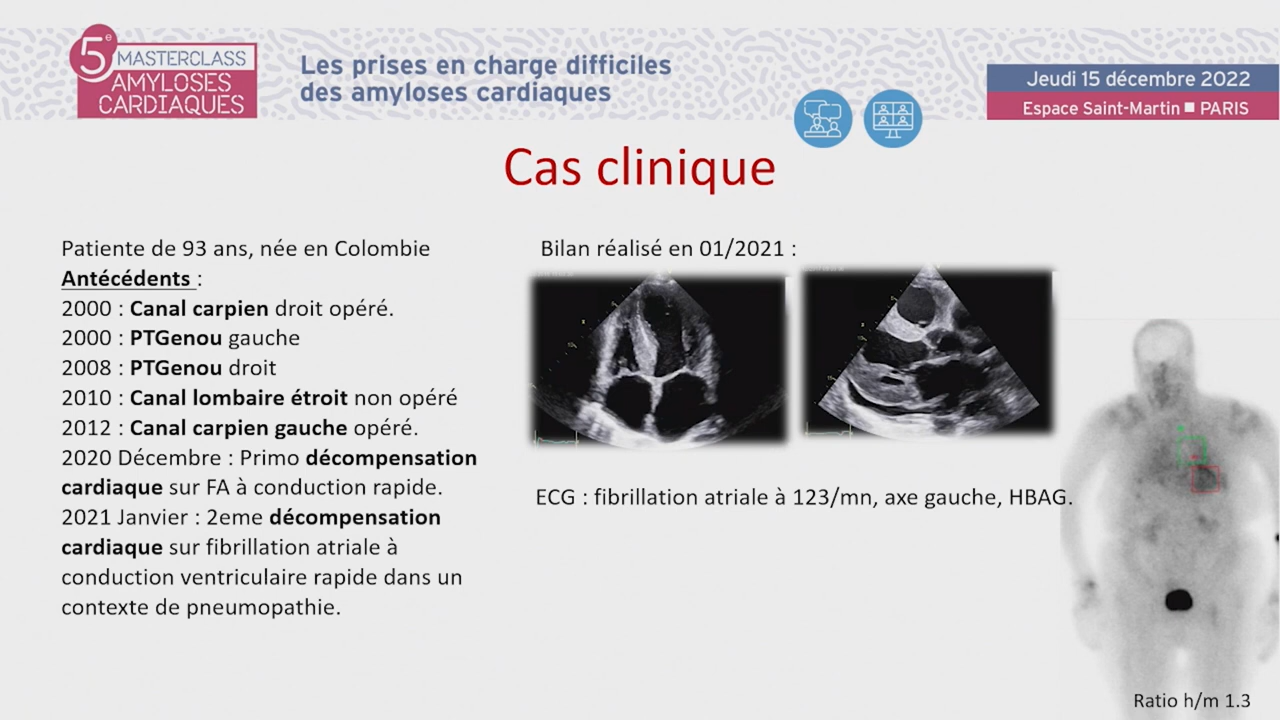 5e MASTERCLASS
AMYLOSES
CARDIAQUES
Les prises en charge difficiles
des amyloses cardiaques
Jeudi 15 décembre 2022
Espace Saint-Martin ■ PARIS
Cas clinique
Patiente de 93 ans, née en Colombie
Antécédents :
2000 : Canal carpien droit opéré.
2000 : PTGenou gauche
2008 : PTGenou droit
2010 : Canal lombaire étroit non opéré
2012 : Canal carpien gauche opéré.
2020 Décembre : Primo décompensation
cardiaque sur FA à conduction rapide.
2021 Janvier : 2eme décompensation
cardiaque sur fibrillation atriale à
conduction ventriculaire rapide dans un
contexte de pneumopathie.
Bilan réalisé en 01/2021 :
ECG : fibrillation atriale à 123/mn, axe gauche, HBAG.
Ratio h/m 1.3